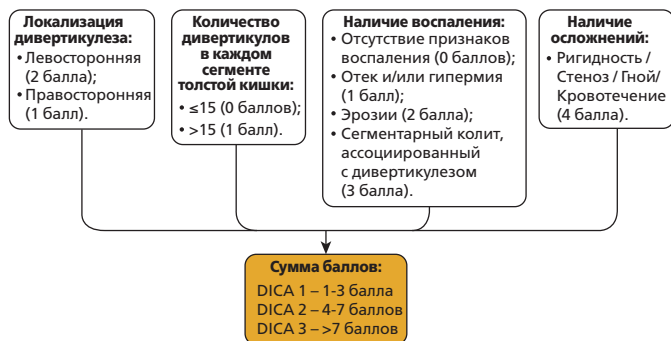 Локализация
дивертикулеза:
• Левосторонняя
(2 балла);
• Правосторонняя
(1 балл).
Количество
дивертикулов
в каждом
сегменте
толстой кишки:
• ≤15 (0 баллов);
• >15 (1 балл).
Наличие воспаления:
• Отсутствие признаков
воспаления (0 баллов);
• Отек и/или гипермия
(1 балл);
• Эрозии (2 балла);
• Сегментарный колит,
ассоциированный
с дивертикулезом
(3 балла).
Наличие
осложнений:
• Ригидность /
Стеноз / Гной/
Кровотечение
(4 балла).
Сумма баллов:
DICA 1 – 1-3 балла
DICA 2 – 4-7 баллов
DICA 3 – >7 баллов